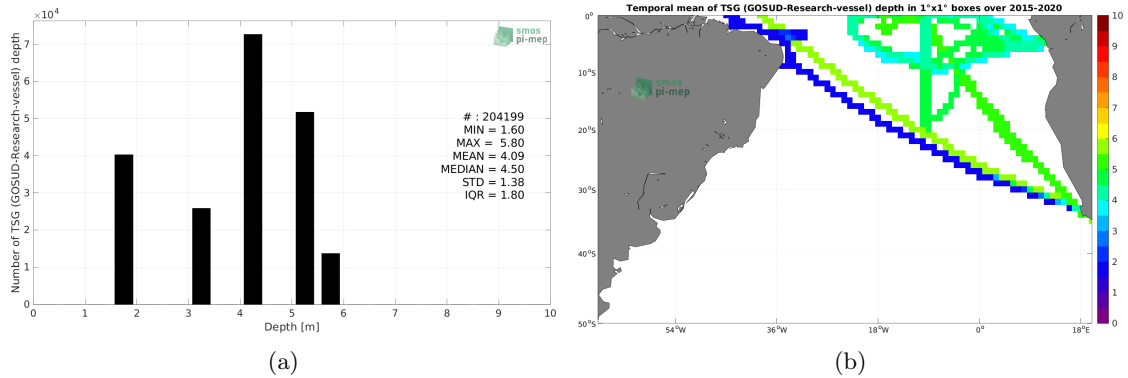 ×10⁴
7
6
5
4
3
2
1
0
Number of TSG (GOSUD-Research-vessel) depth
smos
pi-mep
# : 204199
MIN = 1.60
MAX = 5.80
MEAN = 4.09
MEDIAN = 4.50
STD = 1.38
IQR = 1.80
0 1 2 3 4 5 6 7 8 9 10
Depth [m]
(a)
Temporal mean of TSG (GOSUD-Research-vessel) depth in 1°x1° boxes over 2015-2020
0°
10°S
20°S
30°S
40°S
50°S
smos
pi-mep
54°W 36°W 18°W 0° 18°E
10
9
8
7
6
5
4
3
2
1
0
(b)